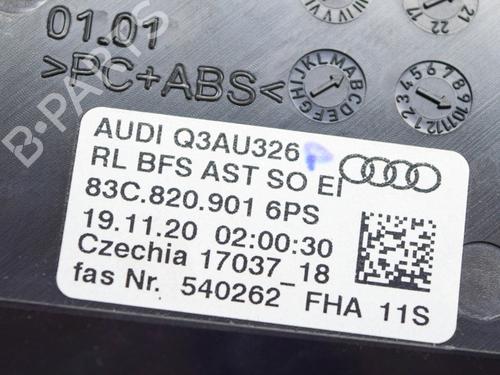 01.01
>PC+ABS<
AUDI Q3AU326
RL BFS AST SO EI
83C.820.901 6PS
19.11.20 02:00:30
Czechia 17037_18
fas Nr. 540262 FHA 11S
B-PARTS